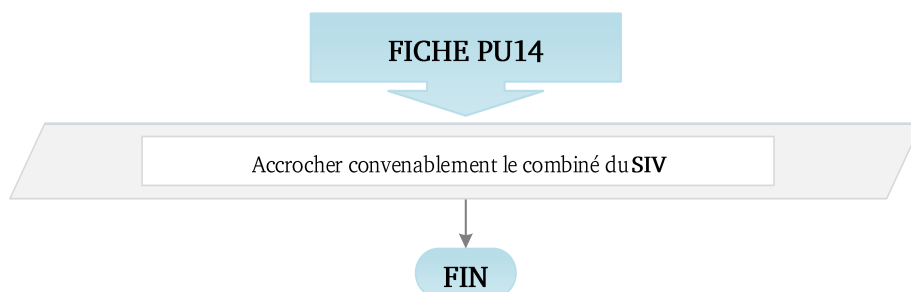 FICHE PU14
Accrocher convenablement le combiné du SIV
FIN